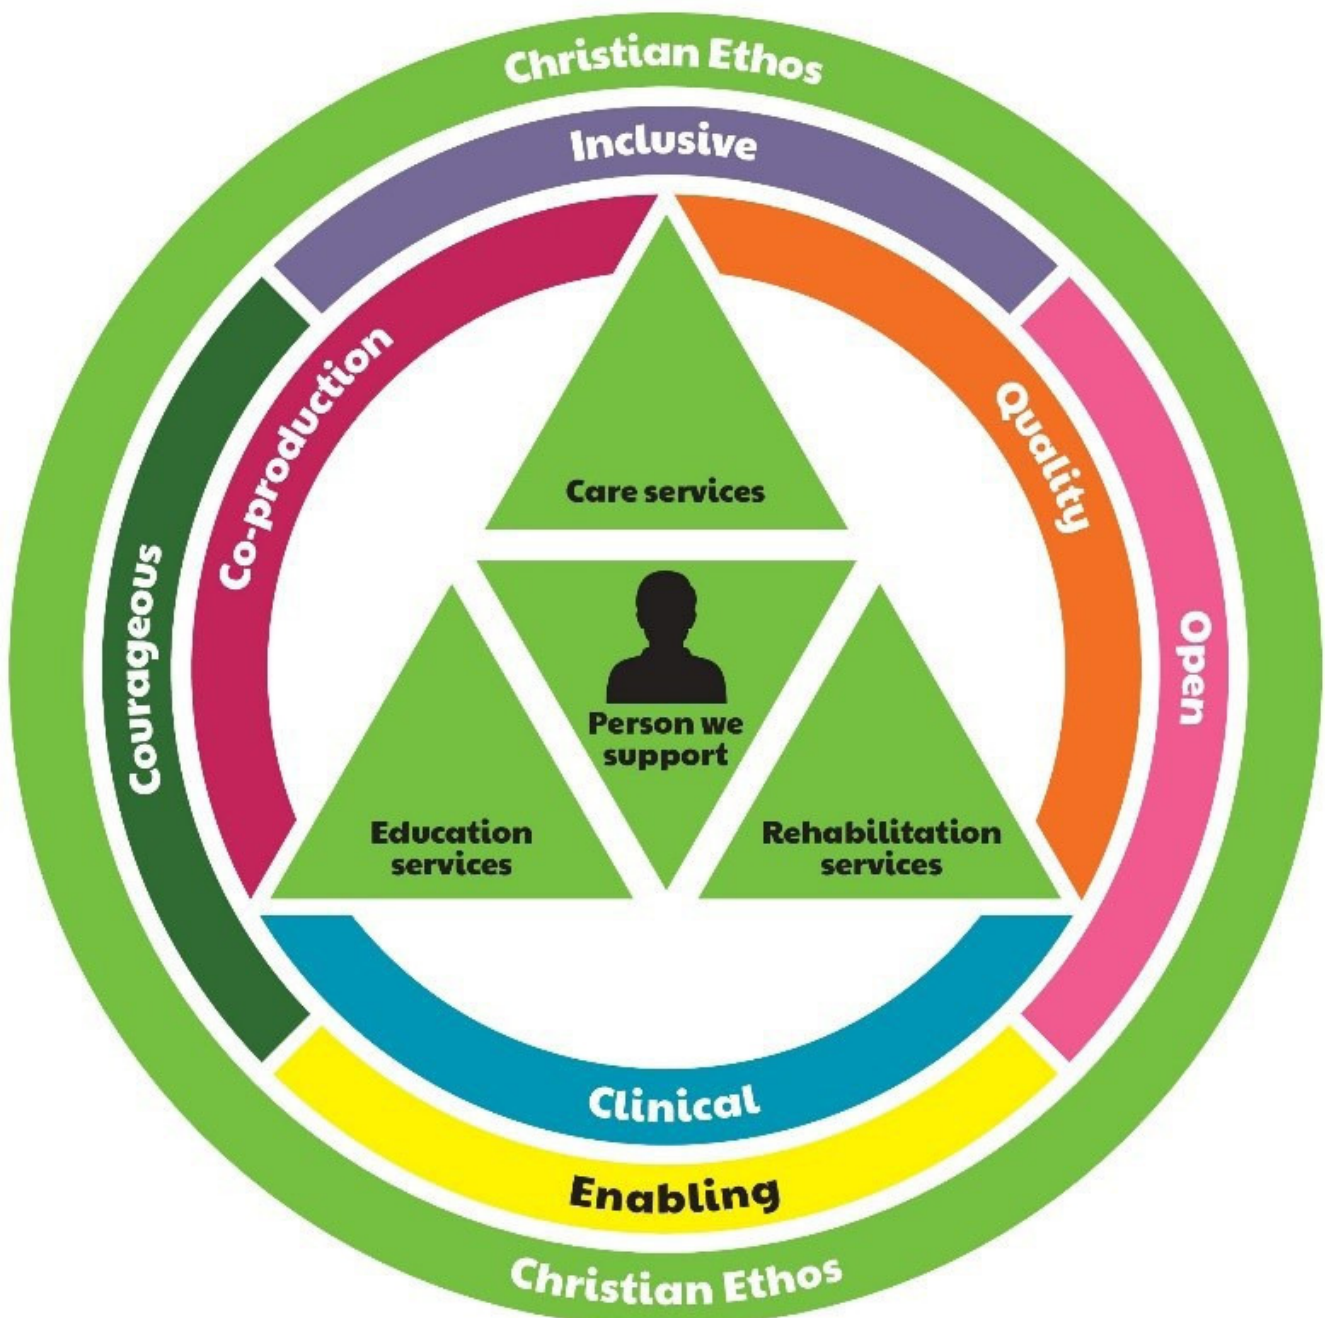 Christian Ethos
Inclusive
Co-production
Quality
Care services
Courageous
Open
Person we
support
Education
services
Rehabilitation
services
Clinical
Enabling
Christian Ethos